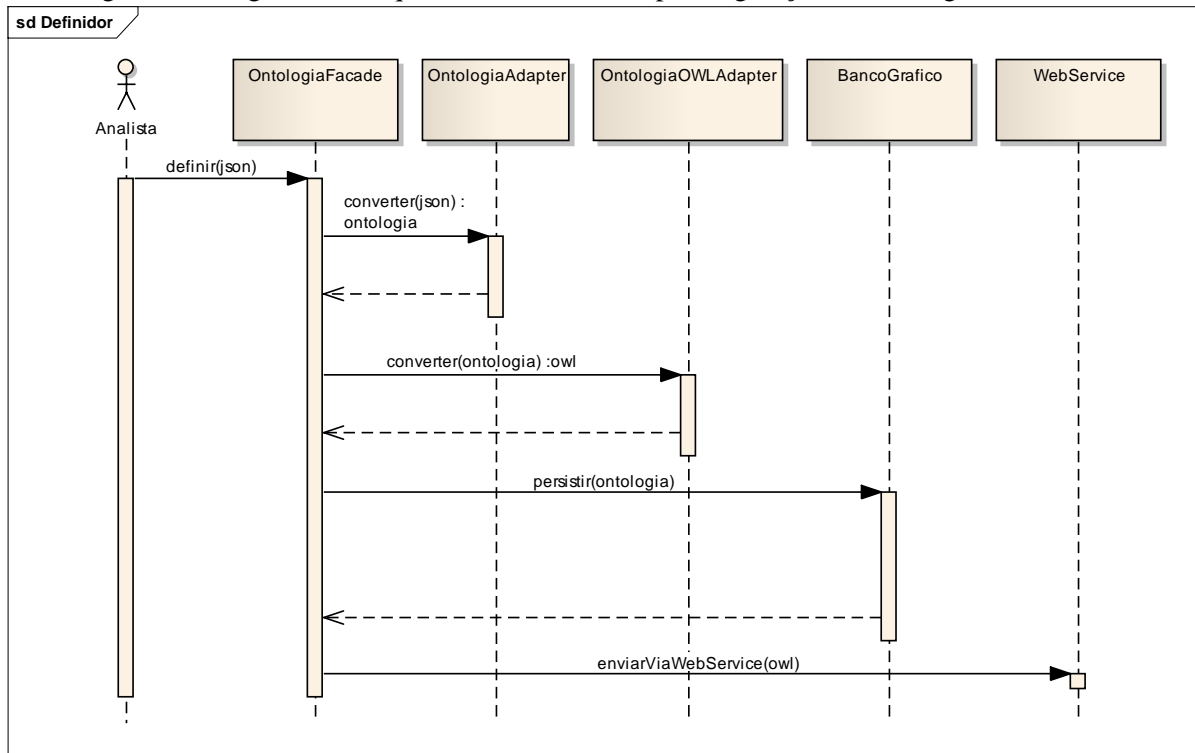 sd Definidor
Analista
OntologiaFacade
OntologiaAdapter
OntologiaOWLAdapter
BancoGrafico
WebService
definir(json)
converter(json) :
ontologia
converter(ontologia) :owl
persistir(ontologia)
enviarViaWebService(owl)